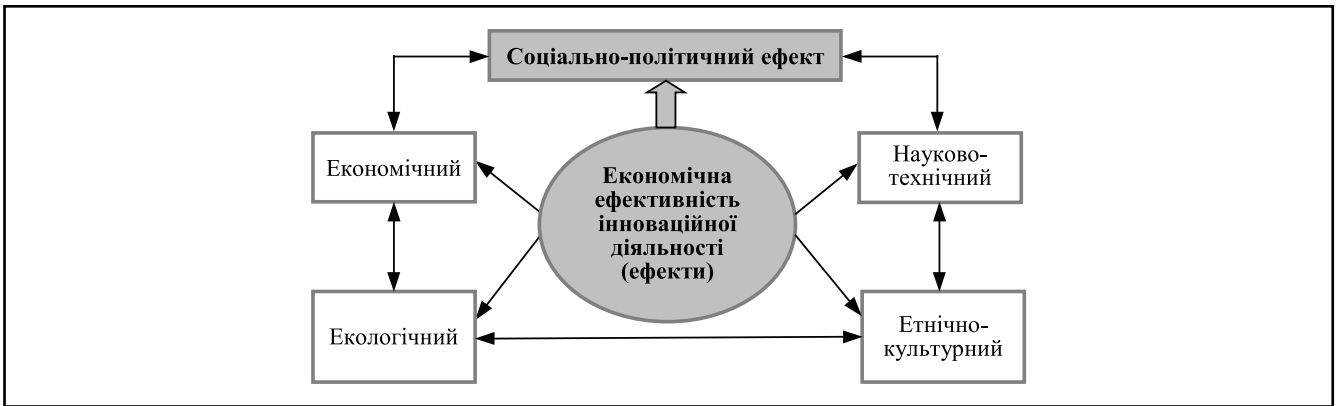 Соціально-політичний ефект
Економічний
Економічна
ефективність
інноваційної
діяльності
(ефекти)
Науково-
технічний
Екологічний
Етнічно-
культурний